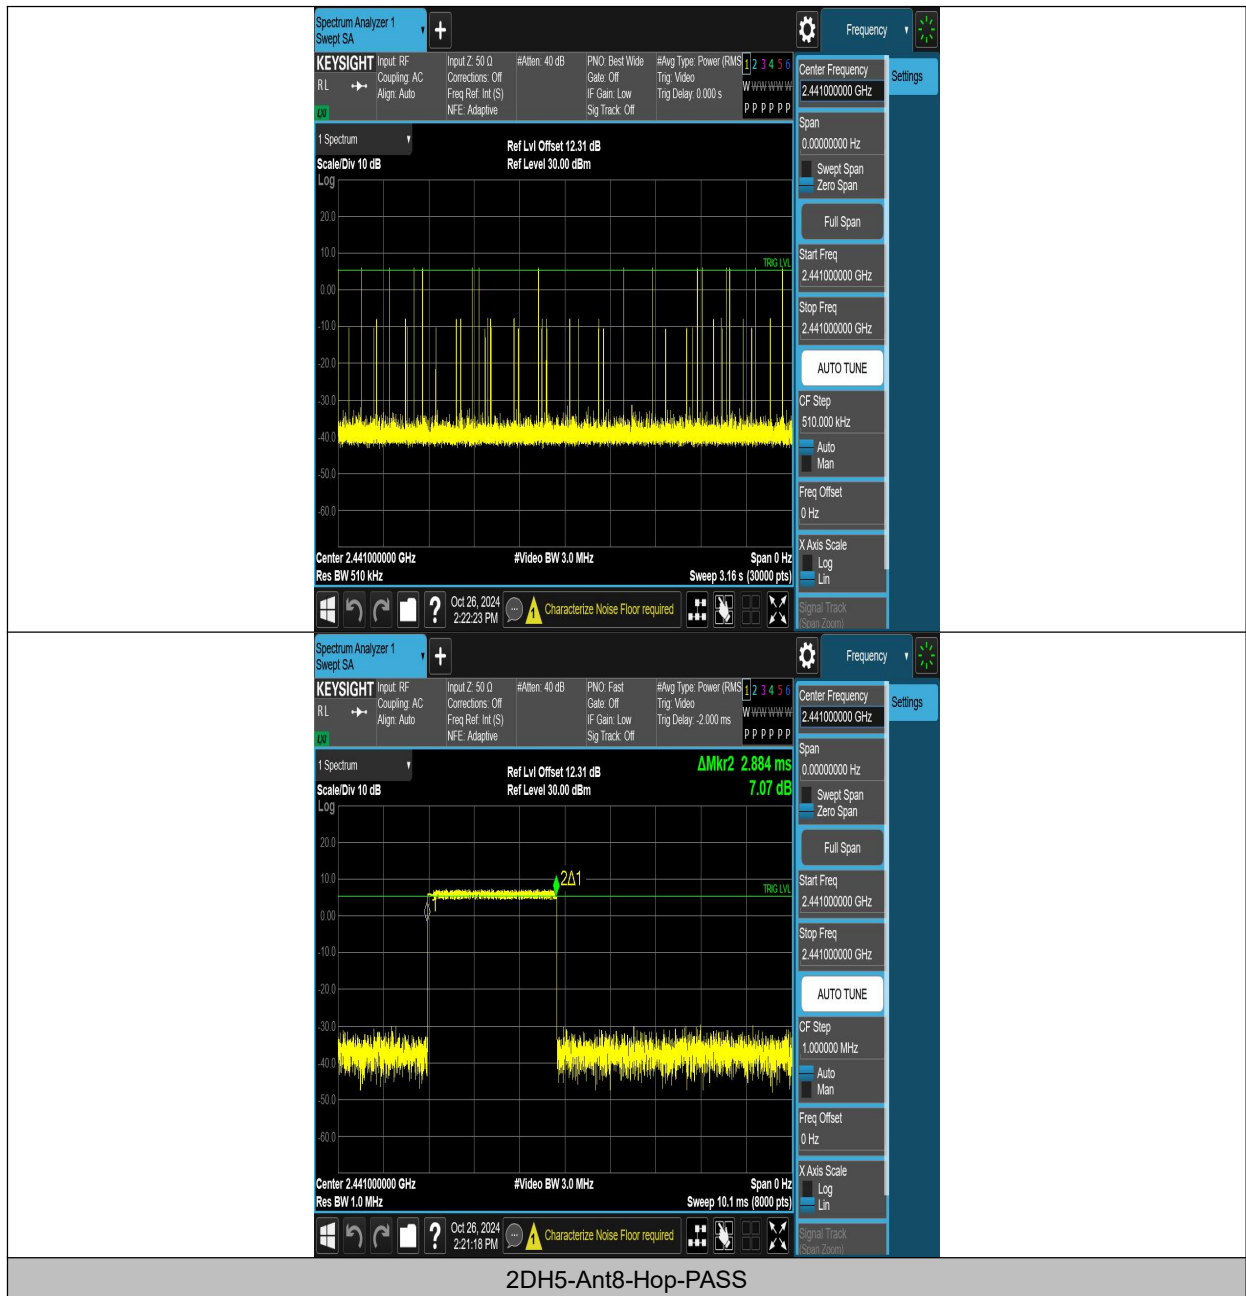 Spectrum Analyzer 1
Swept SA
+
Frequency
KEYSIGHT Input: RF
RL Coupling: AC
Align: Auto
Input Z: 50 Ω
Corrections: Off
Freq Ref: Int (S)
NFE: Adaptive
#Atten: 40 dB
PNO: Best Wide
Gate: Off
IF Gain: Low
Sig Track: Off
#Avg Type: Power (RMS
Trig: Video
Trig Delay: 0.000 s
1 2 3 4 5 6
W W W W W W
P P P P P P
Center Frequency
2.441000000 GHz
Settings
Span
0.00000000 Hz
Swept Span
Zero Span
Full Span
Start Freq
2.441000000 GHz
Stop Freq
2.441000000 GHz
AUTO TUNE
CF Step
510.000 kHz
Auto
Man
Freq Offset
0 Hz
X Axis Scale
Log
Lin
Signal Track
(Span Zoom)
1 Spectrum
Scale/Div 10 dB
Ref Lvl Offset 12.31 dB
Ref Level 30.00 dBm
Log
20.0
10.0
TRIG LVL
0.00
-10.0
-20.0
-30.0
-40.0
-50.0
-60.0
Center 2.441000000 GHz
#Video BW 3.0 MHz
Span 0 Hz
Res BW 510 kHz
Sweep 3.16 s (30000 pts)
?
Oct 26, 2024
2:22:23 PM
Characterize Noise Floor required
Spectrum Analyzer 1
Swept SA
+
Frequency
KEYSIGHT Input: RF
RL Coupling: AC
Align: Auto
Input Z: 50 Ω
Corrections: Off
Freq Ref: Int (S)
NFE: Adaptive
#Atten: 40 dB
PNO: Fast
Gate: Off
IF Gain: Low
Sig Track: Off
#Avg Type: Power (RMS
Trig: Video
Trig Delay: -2.000 ms
1 2 3 4 5 6
W W W W W W
P P P P P P
Center Frequency
2.441000000 GHz
Settings
Span
0.00000000 Hz
Swept Span
Zero Span
Full Span
Start Freq
2.441000000 GHz
Stop Freq
2.441000000 GHz
AUTO TUNE
CF Step
1.000000 MHz
Auto
Man
Freq Offset
0 Hz
X Axis Scale
Log
Lin
Signal Track
(Span Zoom)
1 Spectrum
Scale/Div 10 dB
Ref Lvl Offset 12.31 dB
Ref Level 30.00 dBm
ΔMkr2 2.884 ms
7.07 dB
Log
20.0
10.0
2Δ1
TRIG LVL
0.00
-10.0
-20.0
-30.0
-40.0
-50.0
-60.0
Center 2.441000000 GHz
#Video BW 3.0 MHz
Span 0 Hz
Res BW 1.0 MHz
Sweep 10.1 ms (8000 pts)
?
Oct 26, 2024
2:21:18 PM
Characterize Noise Floor required
2DH5-Ant8-Hop-PASS